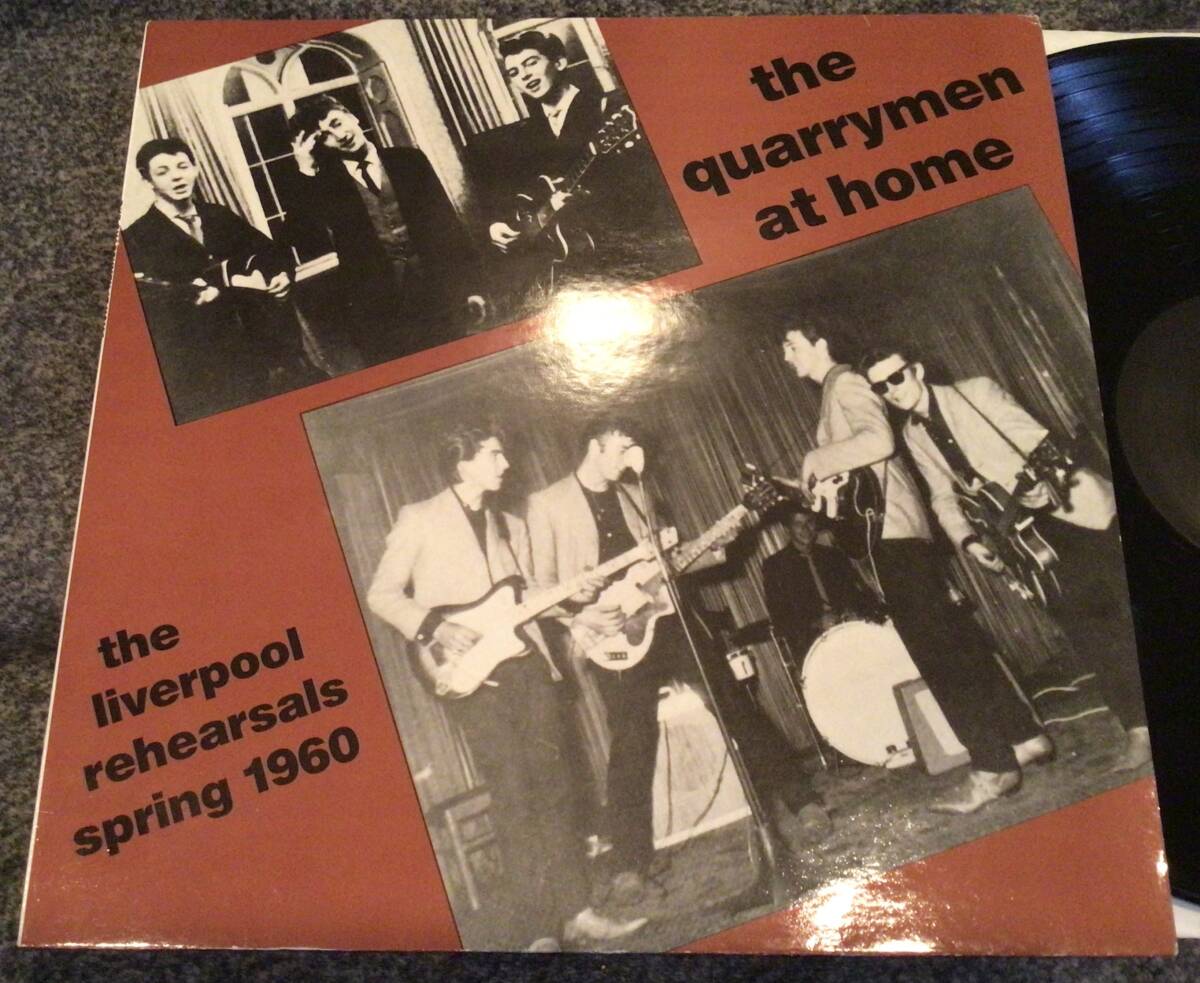 the
quarrymen
at home
the
liverpool
rehearsals
spring 1960